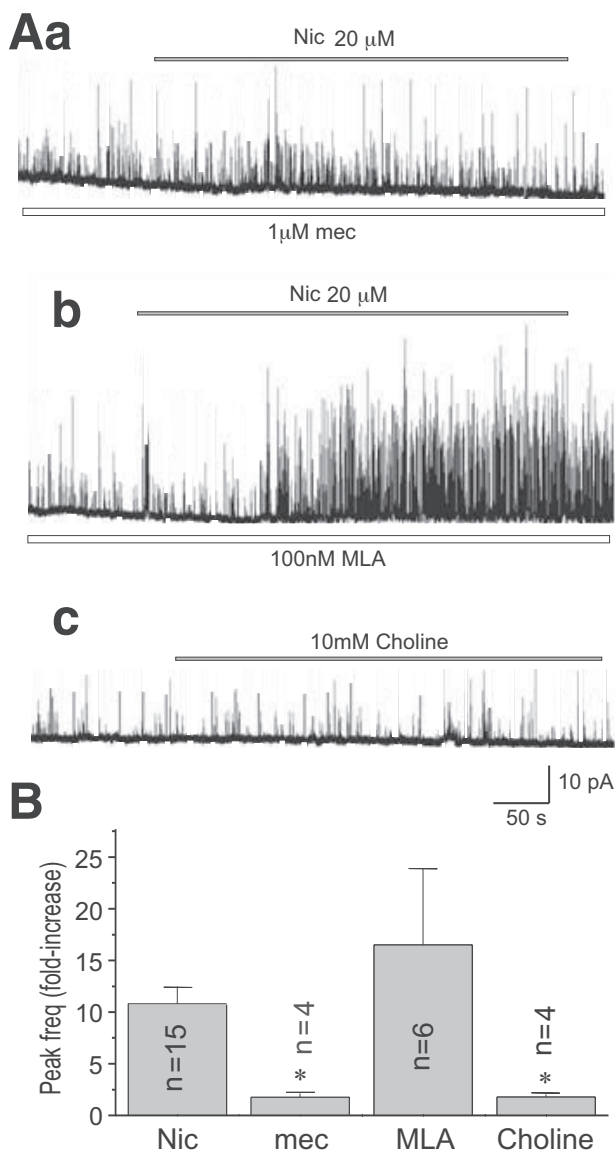 Aa
Nic 20 μM
1μM mec
b
Nic 20 μM
100nM MLA
c
10mM Choline
10 pA
50 s
B
Peak freq (fold-increase)
25
20
15
10
5
0
n=15
* n=4
n=6
* n=4
Nic mec MLA Choline